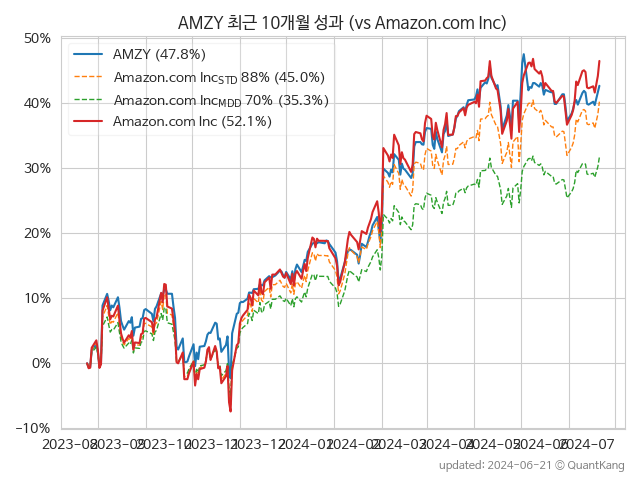 AMZY 최근 10개월 성과 (vs Amazon.com Inc)
50%
40%
30%
20%
10%
0%
−10%
AMZY (47.8%)
Amazon.com IncSTD 88% (45.0%)
Amazon.com IncMDD 70% (35.3%)
Amazon.com Inc (52.1%)
2023-08 2023-09 2023-10 2023-11 2023-12 2024-01 2024-02 2024-03 2024-04 2024-05 2024-06 2024-07
updated: 2024-06-21 © QuantKang